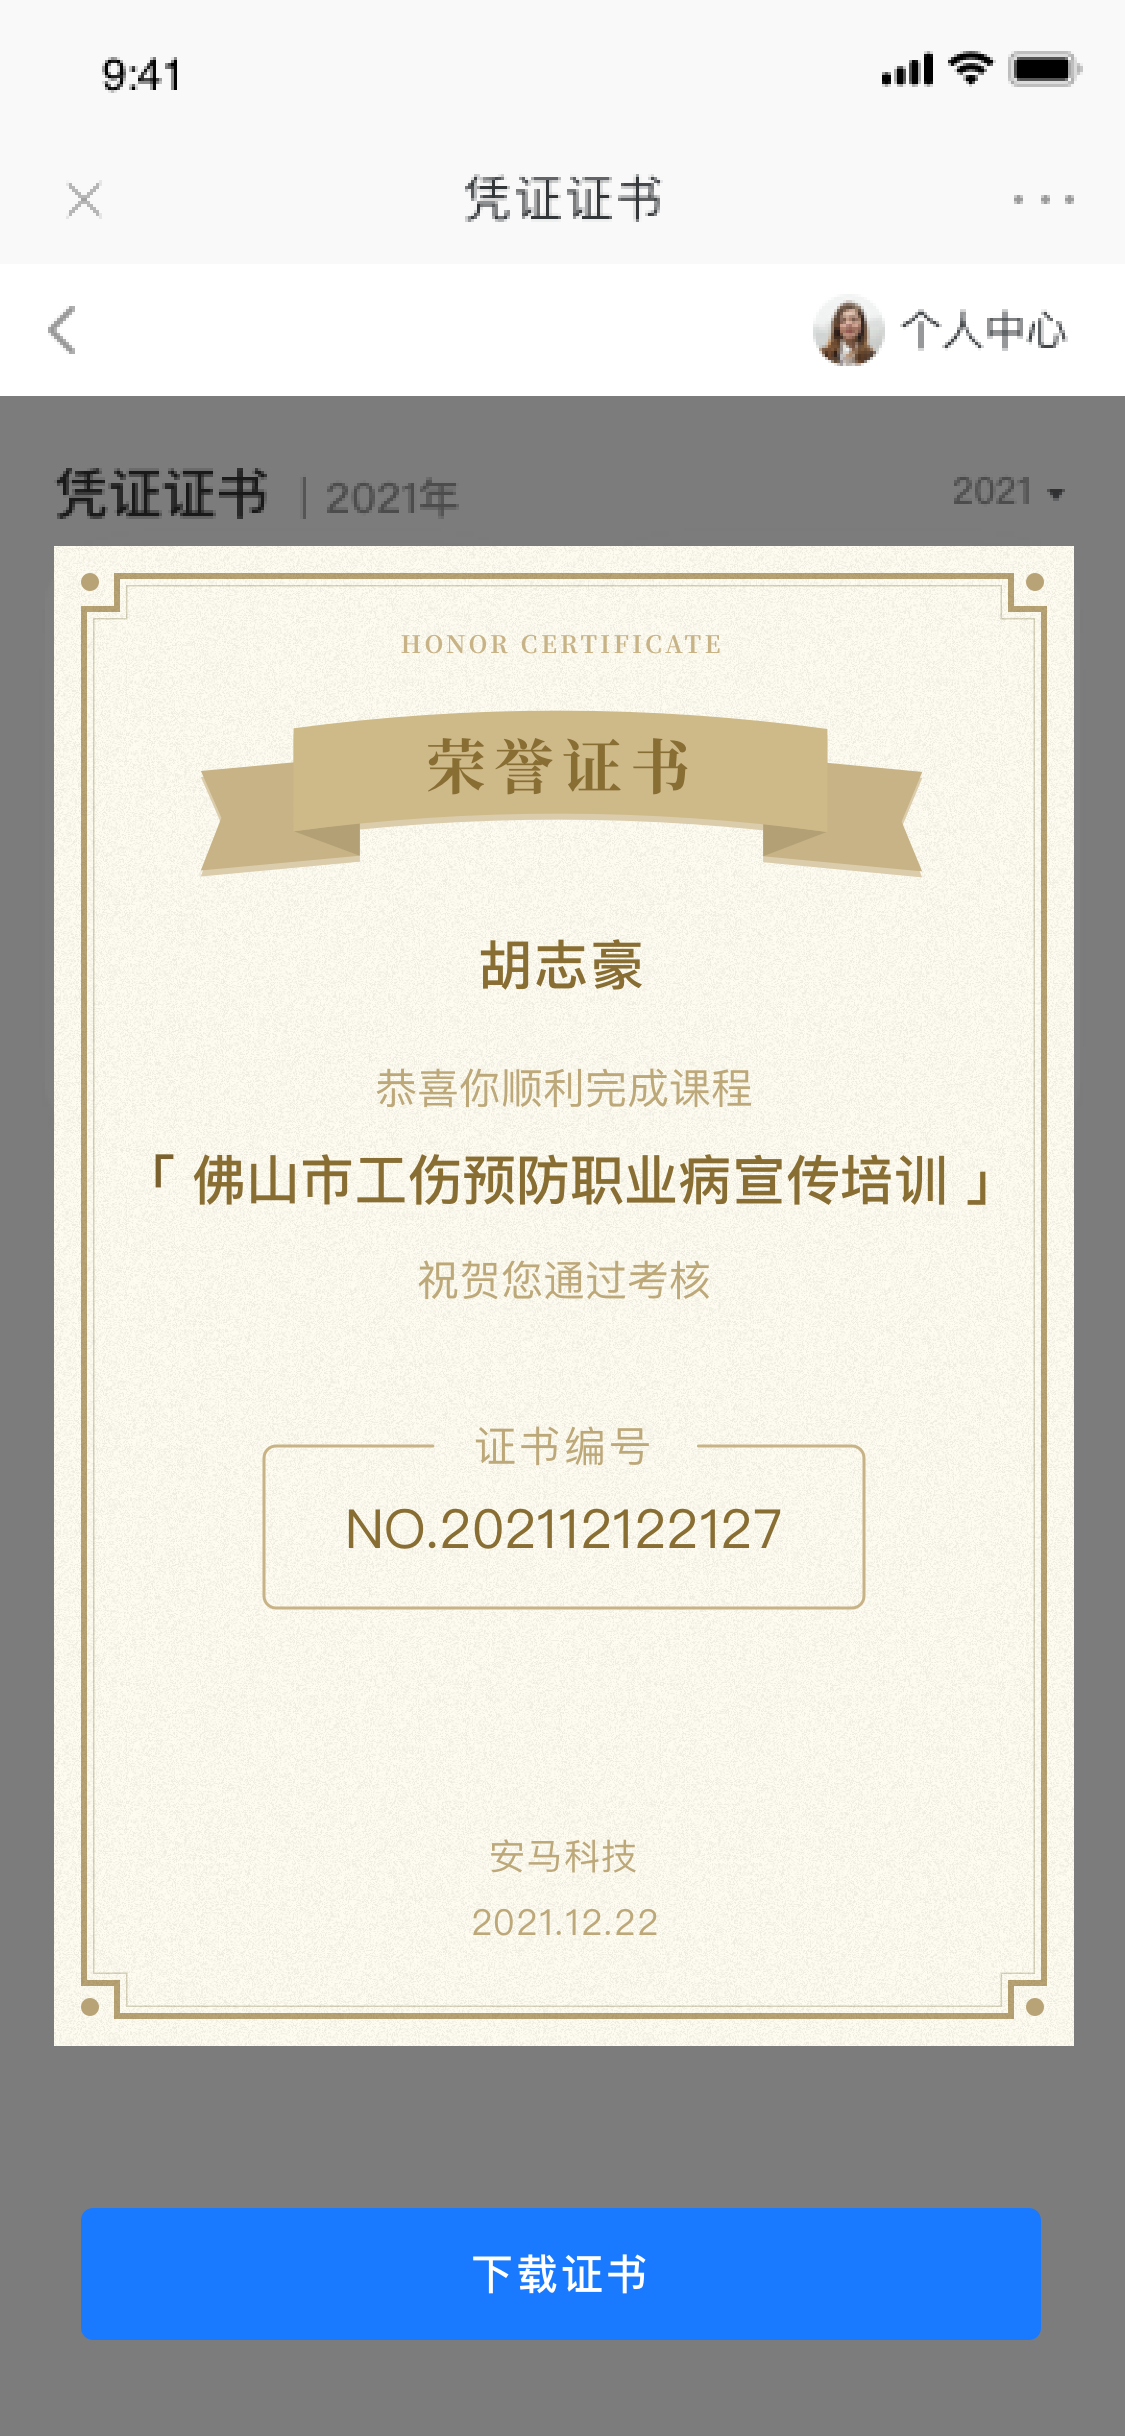 9:41
凭证证书
个人中心
凭证证书 | 2021年
2021
HONOR CERTIFICATE
荣誉证书
胡志豪
恭喜你顺利完成课程
「 佛山市工伤预防职业病宣传培训 」
祝贺您通过考核
证书编号
NO.202112122127
安马科技
2021.12.22
下载证书